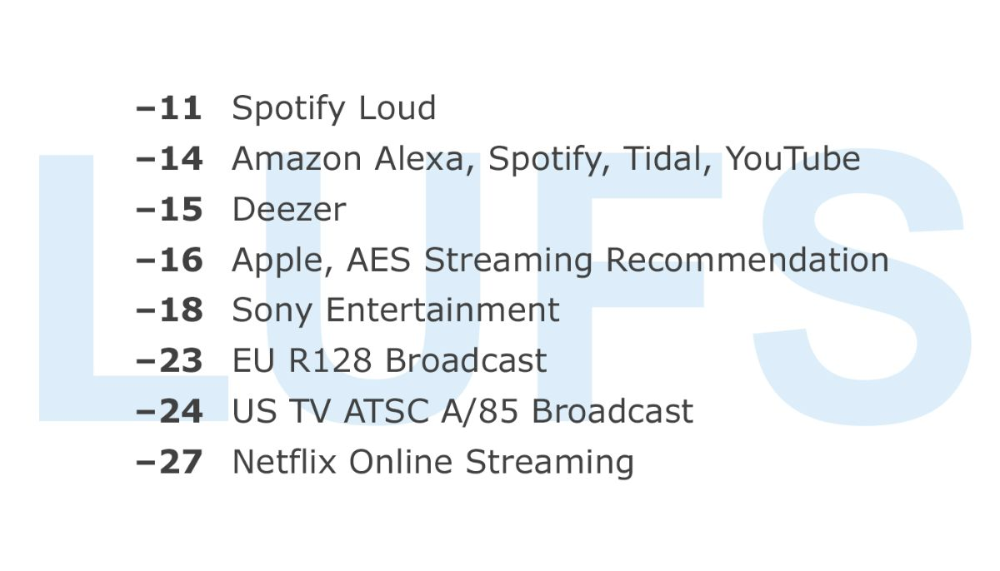 LUFS
–11 Spotify Loud
–14 Amazon Alexa, Spotify, Tidal, YouTube
–15 Deezer
–16 Apple, AES Streaming Recommendation
–18 Sony Entertainment
–23 EU R128 Broadcast
–24 US TV ATSC A/85 Broadcast
–27 Netflix Online Streaming